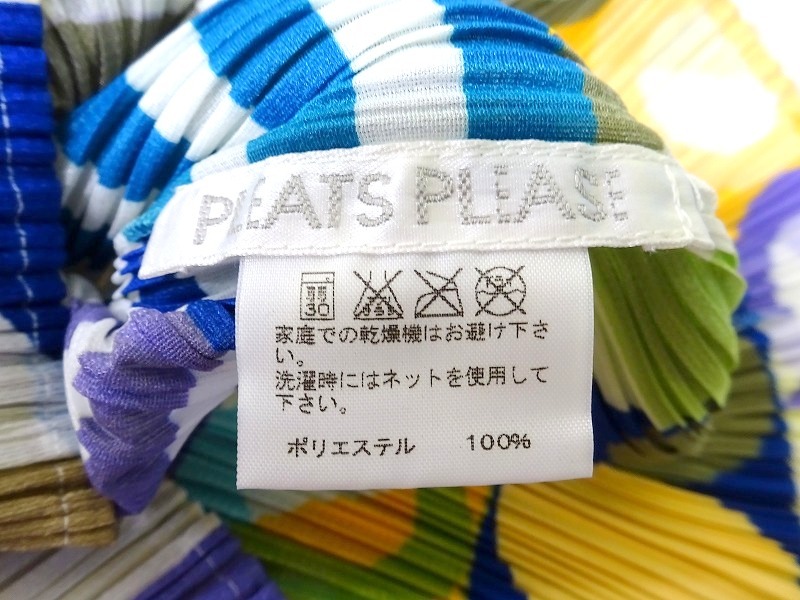 PLEATS PLEASE
弱
30
家庭での乾燥機はお避け下さ
い。
洗濯時にはネットを使用して
下さい。
ポリエステル 100%